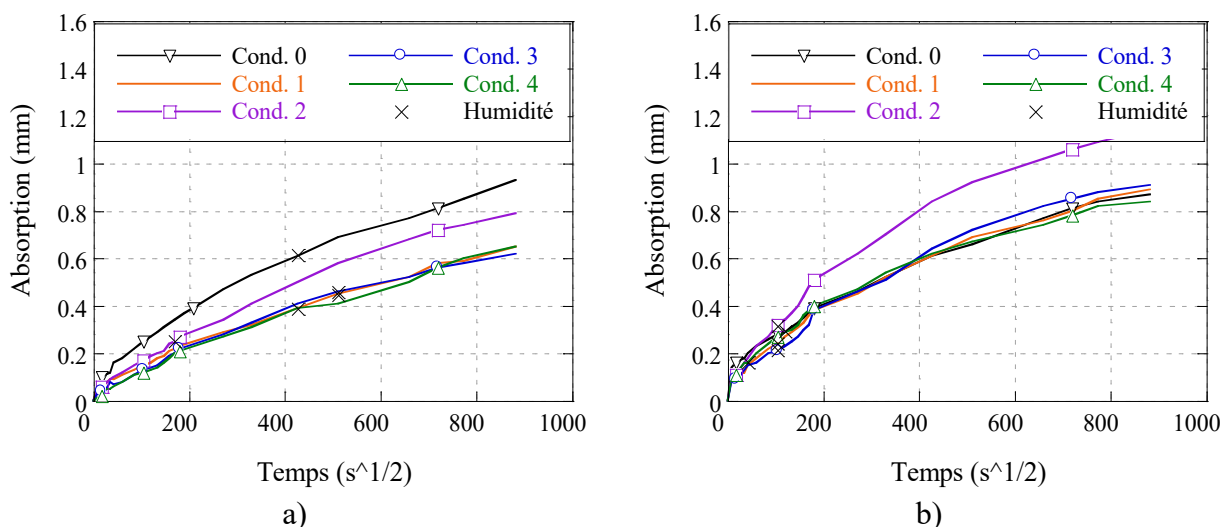 1.6
1.4
1.2
1
0.8
0.6
0.4
0.2
0
Absorption (mm)
Cond. 0
Cond. 1
Cond. 2
Cond. 3
Cond. 4
Humidité
0 200 400 600 800 1000
Temps (s^1/2)
a)
1.6
1.4
1.2
1
0.8
0.6
0.4
0.2
0
Absorption (mm)
Cond. 0
Cond. 1
Cond. 2
Cond. 3
Cond. 4
Humidité
0 200 400 600 800 1000
Temps (s^1/2)
b)